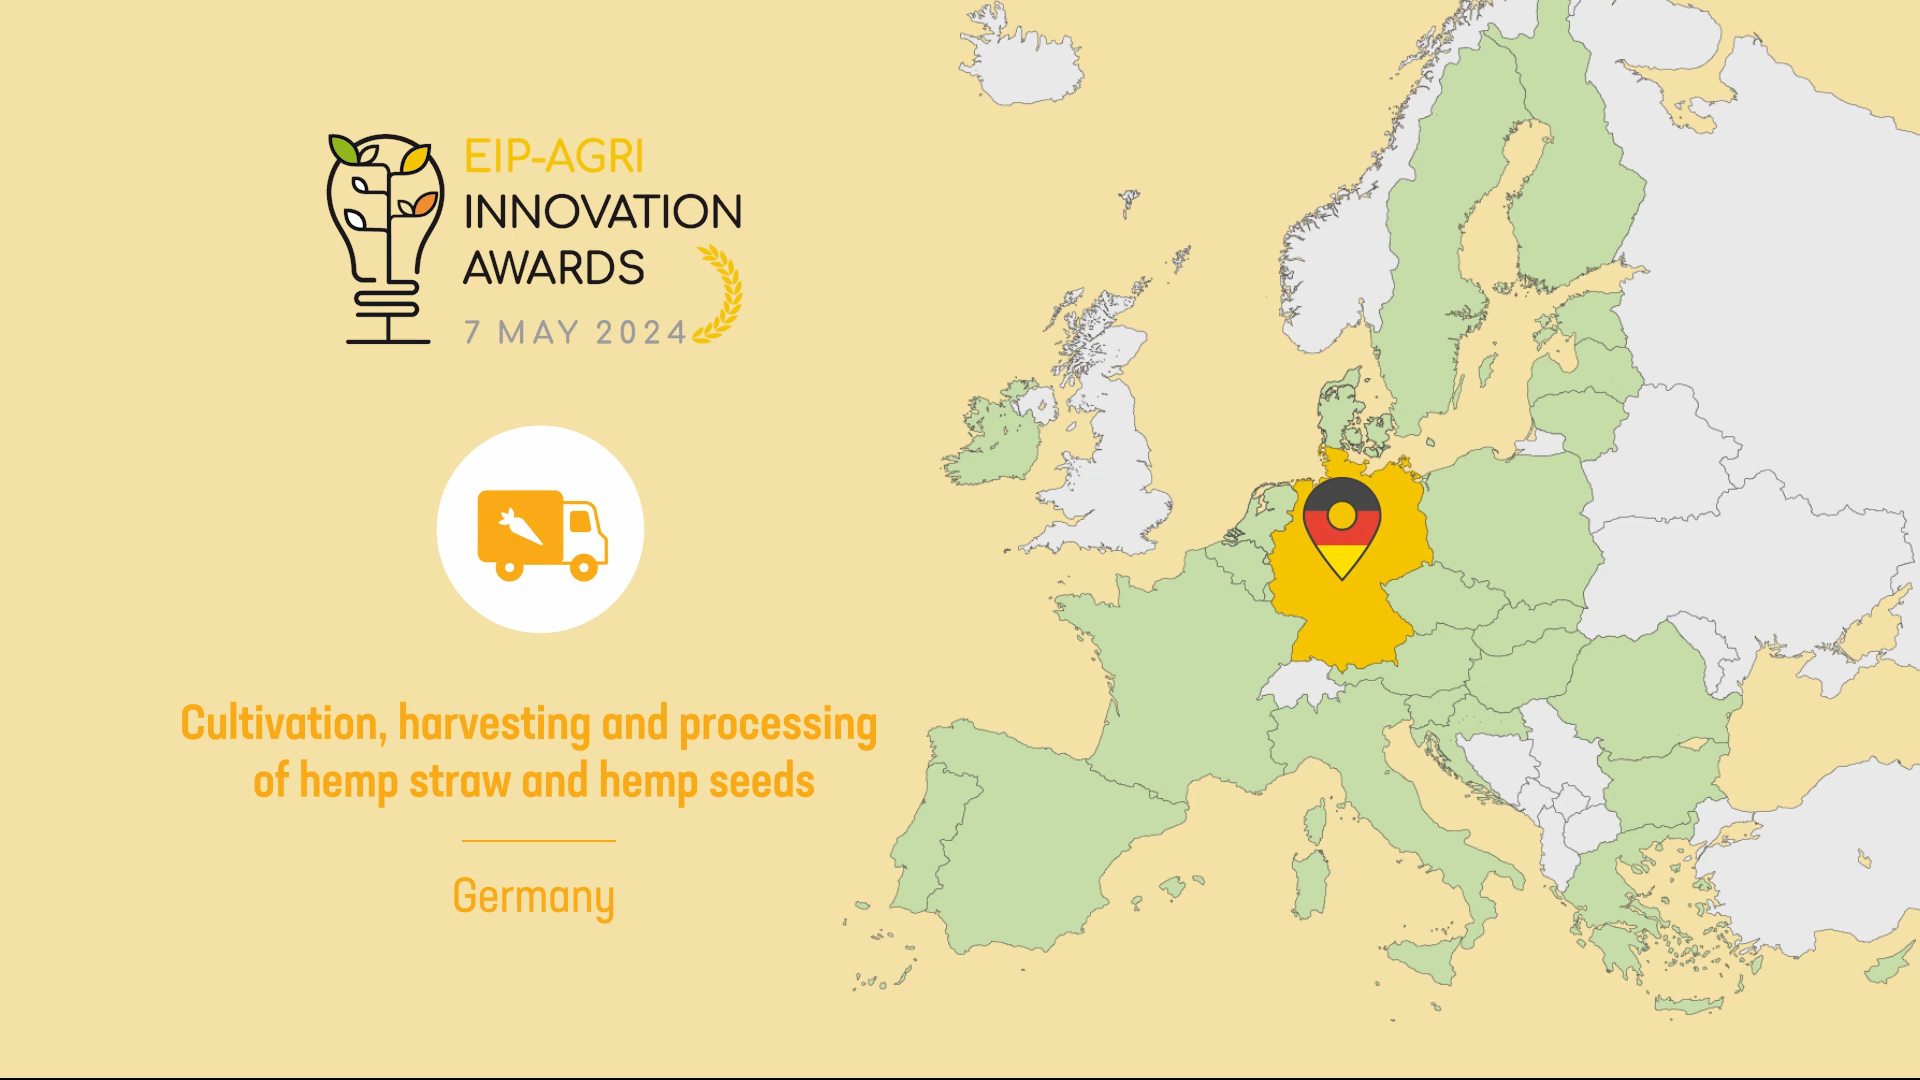 EIP-AGRI
INNOVATION
AWARDS
7 MAY 2024
Cultivation, harvesting and processing
of hemp straw and hemp seeds
Germany